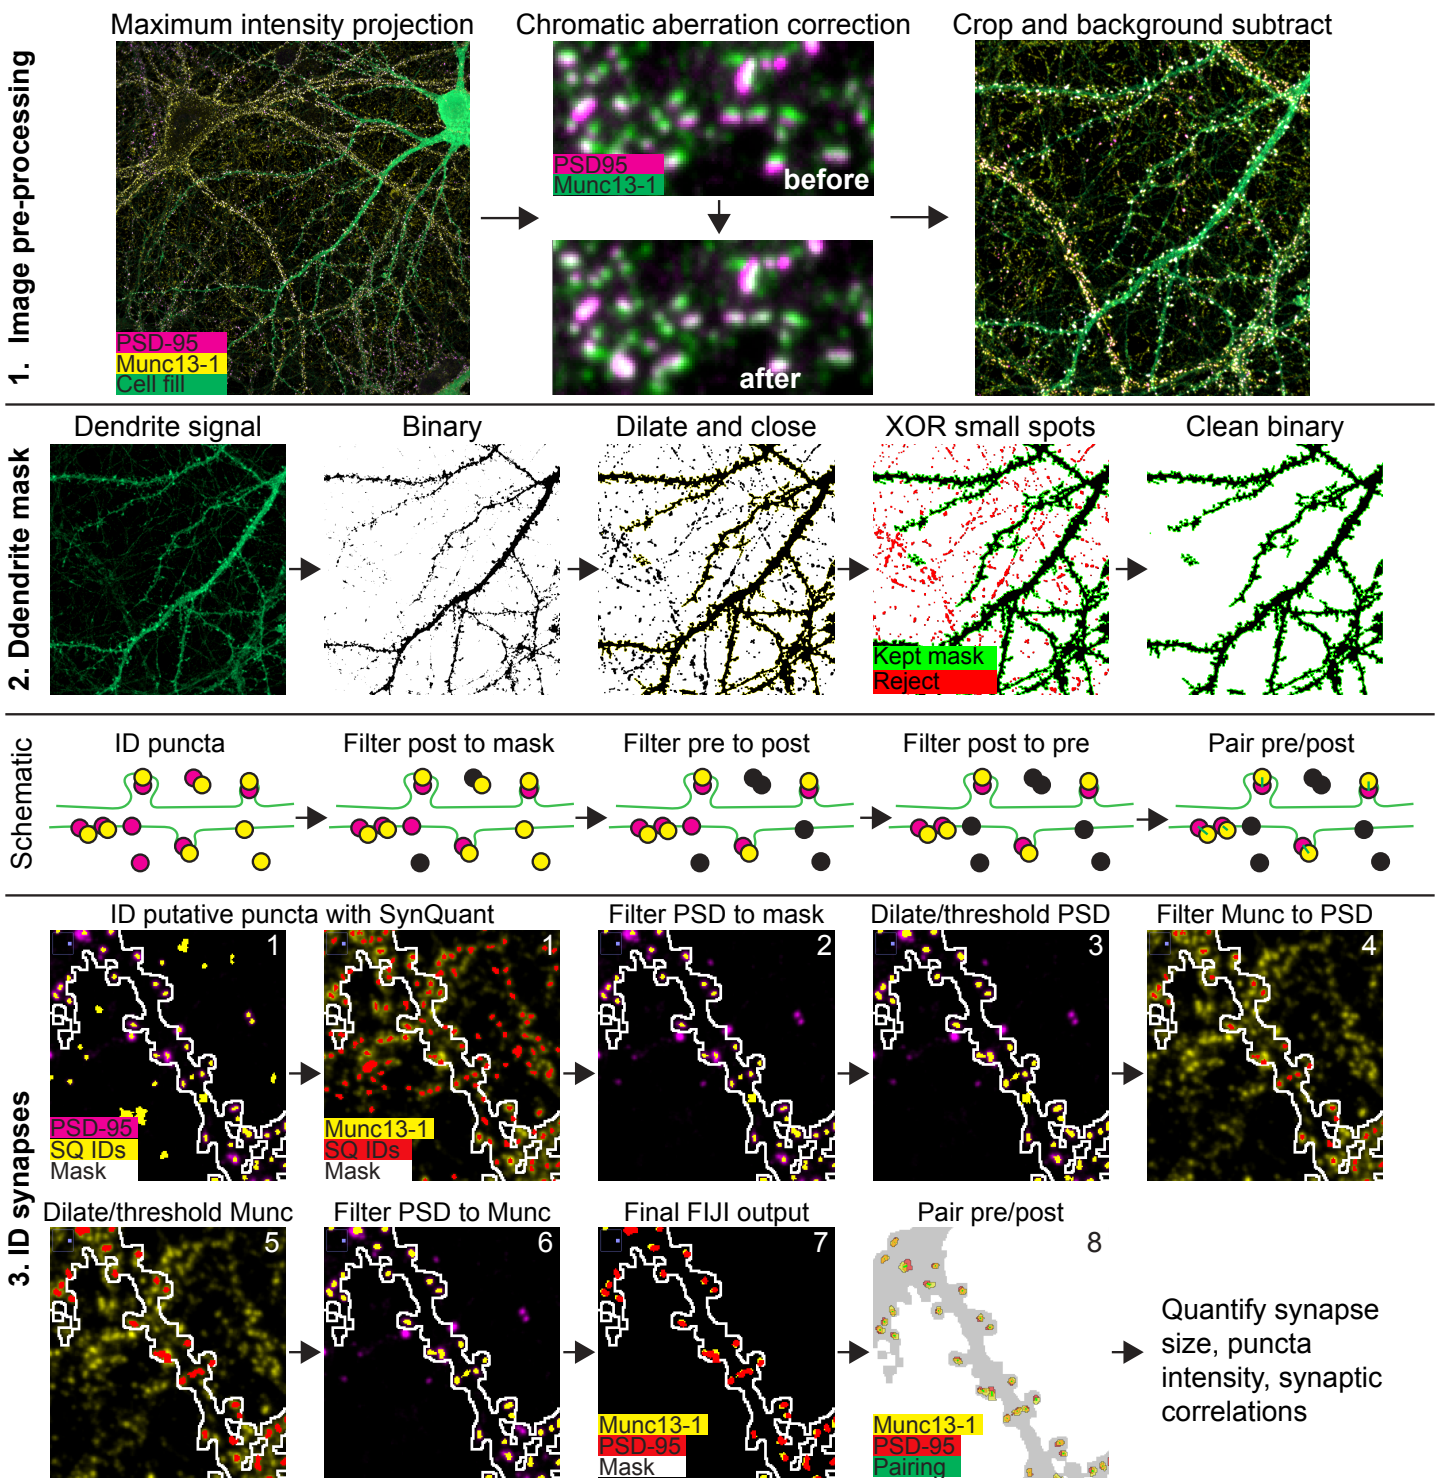 1. Image pre-processing
Maximum intensity projection
Chromatic aberration correction
Crop and background subtract
PSD-95
Munc13-1
Cell fill
PSD95
Munc13-1
before
after
2. Ddendrite mask
Dendrite signal
Binary
Dilate and close
XOR small spots
Clean binary
Kept mask
Reject
Schematic
ID puncta
Filter post to mask
Filter pre to post
Filter post to pre
Pair pre/post
3. ID synapses
ID putative puncta with SynQuant
Filter PSD to mask
Dilate/threshold PSD
Filter Munc to PSD
1
1
2
3
4
PSD-95
SQ IDs
Mask
Munc13-1
SQ IDs
Mask
Dilate/threshold Munc
Filter PSD to Munc
Final FIJI output
Pair pre/post
5
6
7
8
Munc13-1
PSD-95
Mask
Munc13-1
PSD-95
Pairing
Quantify synapse
size, puncta
intensity, synaptic
correlations